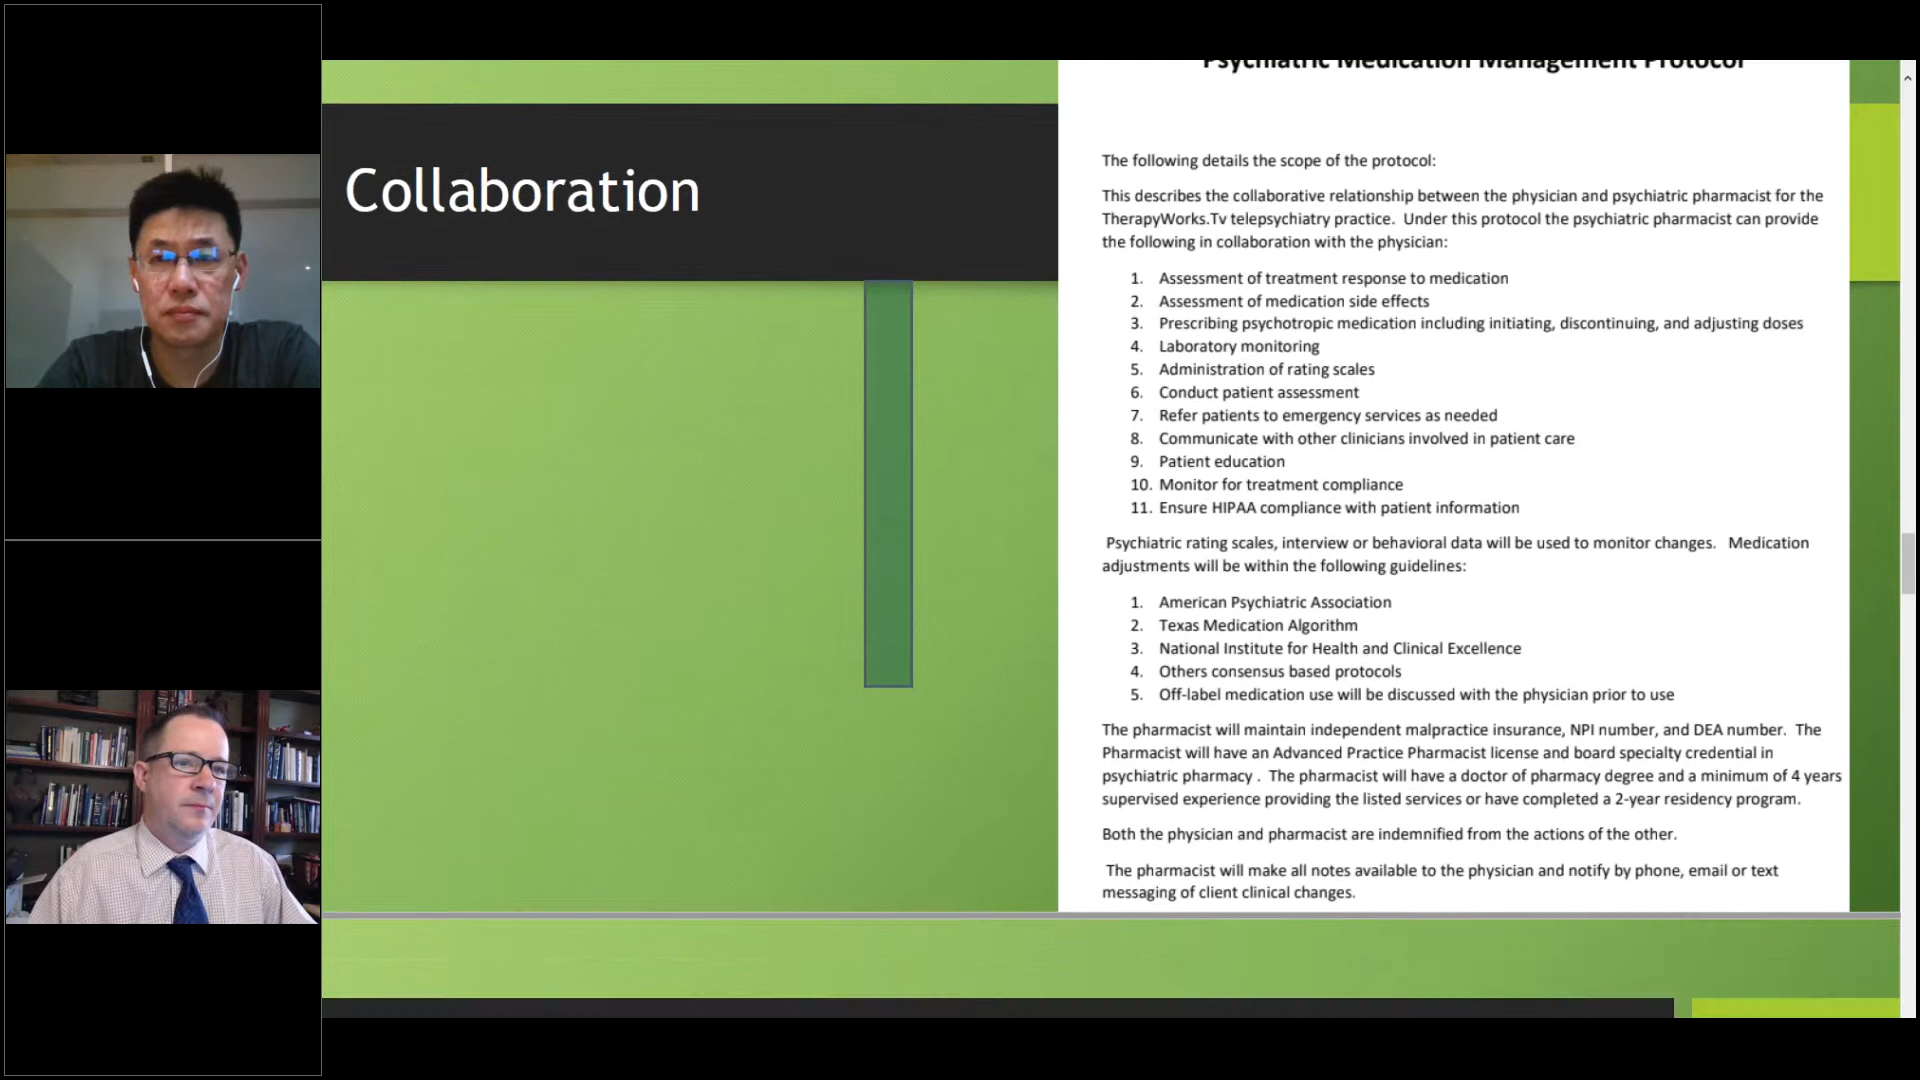 Psychiatric Medication Management Protocol
Collaboration
The following details the scope of the protocol:
This describes the collaborative relationship between the physician and psychiatric pharmacist for the
TherapyWorks.Tv telepsychiatry practice. Under this protocol the psychiatric pharmacist can provide
the following in collaboration with the physician:
1. Assessment of treatment response to medication
2. Assessment of medication side effects
3. Prescribing psychotropic medication including initiating, discontinuing, and adjusting doses
4. Laboratory monitoring
5. Administration of rating scales
6. Conduct patient assessment
7. Refer patients to emergency services as needed
8. Communicate with other clinicians involved in patient care
9. Patient education
10. Monitor for treatment compliance
11. Ensure HIPAA compliance with patient information
Psychiatric rating scales, interview or behavioral data will be used to monitor changes. Medication
adjustments will be within the following guidelines:
1. American Psychiatric Association
2. Texas Medication Algorithm
3. National Institute for Health and Clinical Excellence
4. Others consensus based protocols
5. Off-label medication use will be discussed with the physician prior to use
The pharmacist will maintain independent malpractice insurance, NPI number, and DEA number. The
Pharmacist will have an Advanced Practice Pharmacist license and board specialty credential in
psychiatric pharmacy . The pharmacist will have a doctor of pharmacy degree and a minimum of 4 years
supervised experience providing the listed services or have completed a 2-year residency program.
Both the physician and pharmacist are indemnified from the actions of the other.
The pharmacist will make all notes available to the physician and notify by phone, email or text
messaging of client clinical changes.